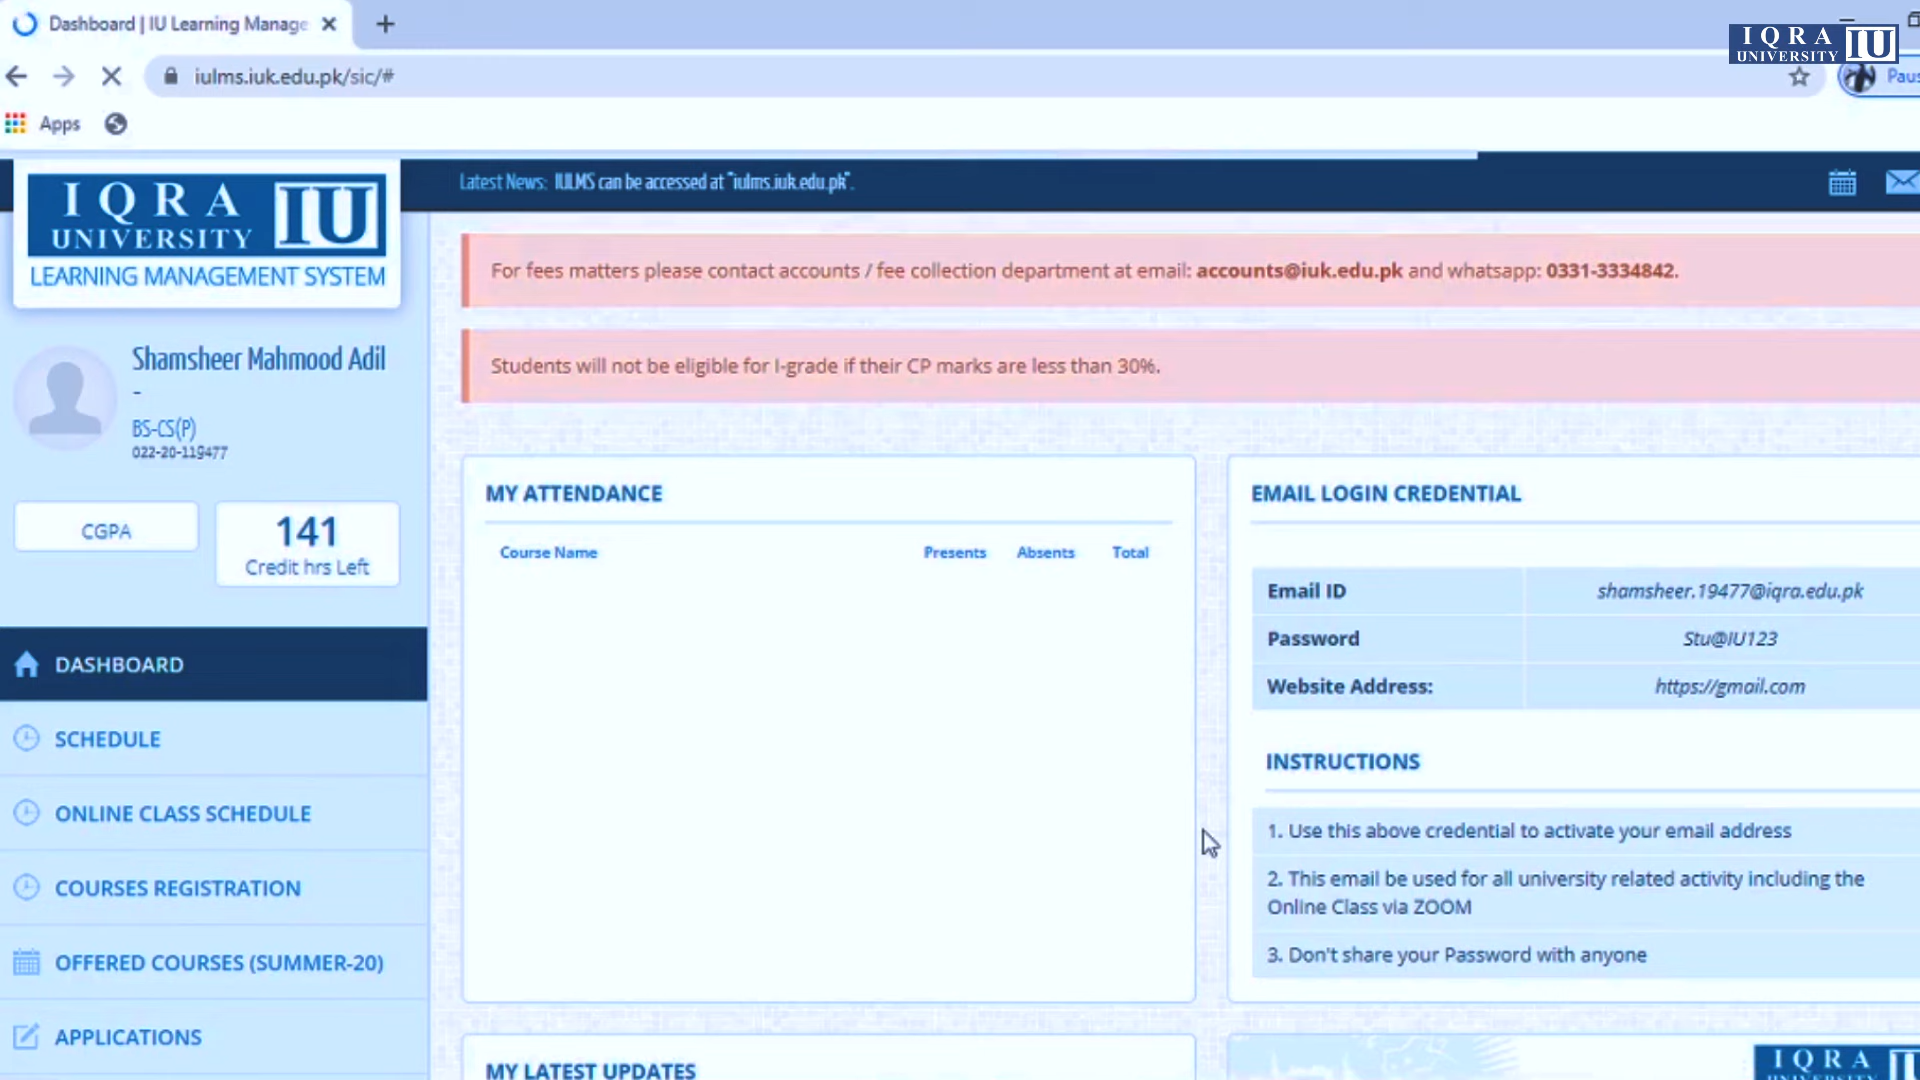 Dashboard | IU Learning Manage
iulms.iuk.edu.pk/sic/#
Apps
IQRA
UNIVERSITY
IU
Paus
IQRA
UNIVERSITY
IU
LEARNING MANAGEMENT SYSTEM
Latest News: IULMS can be accessed at "iulms.iuk.edu.pk".
For fees matters please contact accounts / fee collection department at email: accounts@iuk.edu.pk and whatsapp: 0331-3334842.
Students will not be eligible for I-grade if their CP marks are less than 30%.
Shamsheer Mahmood Adil
-
BS-CS(P)
022-20-119477
CGPA
141
Credit hrs Left
DASHBOARD
SCHEDULE
ONLINE CLASS SCHEDULE
COURSES REGISTRATION
OFFERED COURSES (SUMMER-20)
APPLICATIONS
MY ATTENDANCE
Course Name Presents Absents Total
EMAIL LOGIN CREDENTIAL
Email ID shamsheer.19477@iqra.edu.pk
Password Stu@IU123
Website Address: https://gmail.com
INSTRUCTIONS
1. Use this above credential to activate your email address
2. This email be used for all university related activity including the
Online Class via ZOOM
3. Don't share your Password with anyone
MY LATEST UPDATES
IQRA